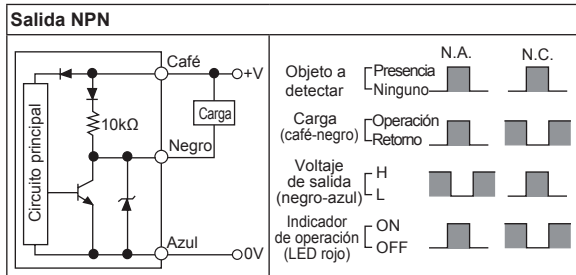 Salida NPN
Café
+V
Carga
10kΩ
Negro
Circuito principal
Azul
0V
N.A.
N.C.
Objeto a
detectar
Presencia
Ninguno
Carga
(café-negro)
Operación
Retorno
Voltaje
de salida
(negro-azul)
H
L
Indicador
de operación
(LED rojo)
ON
OFF